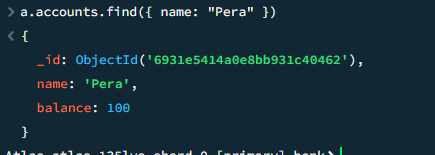 > a.accounts.find({ name: "Pera" })
< {
_id: ObjectId('6931e5414a0e8bb931c40462'),
name: 'Pera',
balance: 100
}